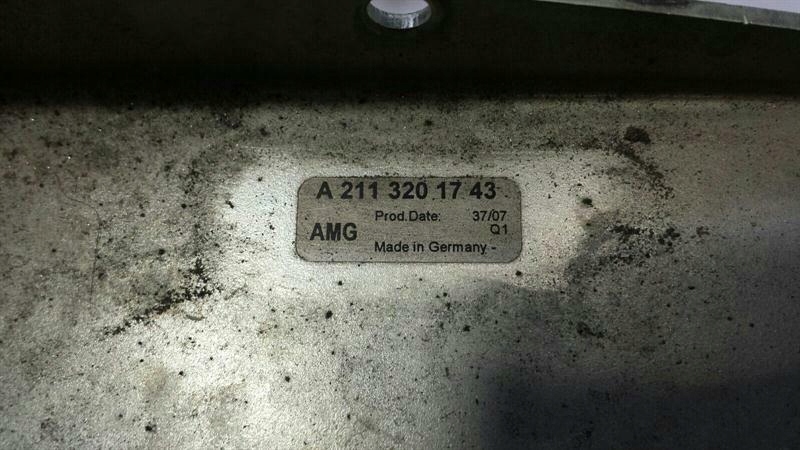 A 211 320 17 43
Prod.Date: 37/07
AMG Q1
Made in Germany -